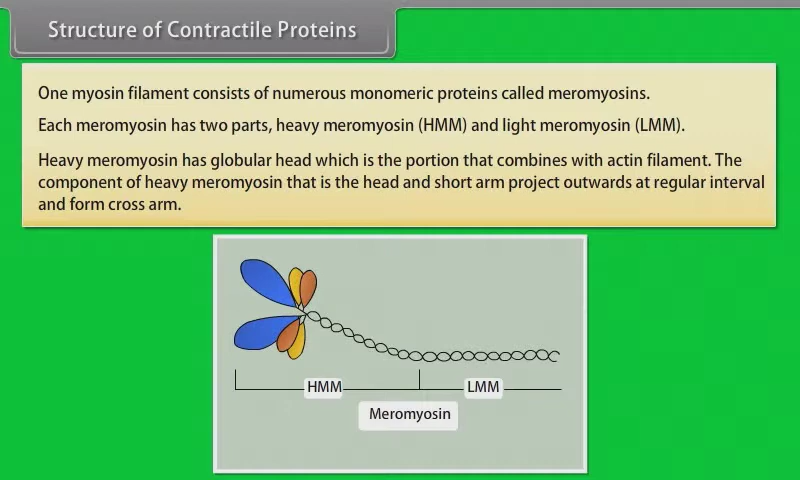 Structure of Contractile Proteins
One myosin filament consists of numerous monomeric proteins called meromyosins.
Each meromyosin has two parts, heavy meromyosin (HMM) and light meromyosin (LMM).
Heavy meromyosin has globular head which is the portion that combines with actin filament. The
component of heavy meromyosin that is the head and short arm project outwards at regular interval
and form cross arm.
HMM LMM
Meromyosin